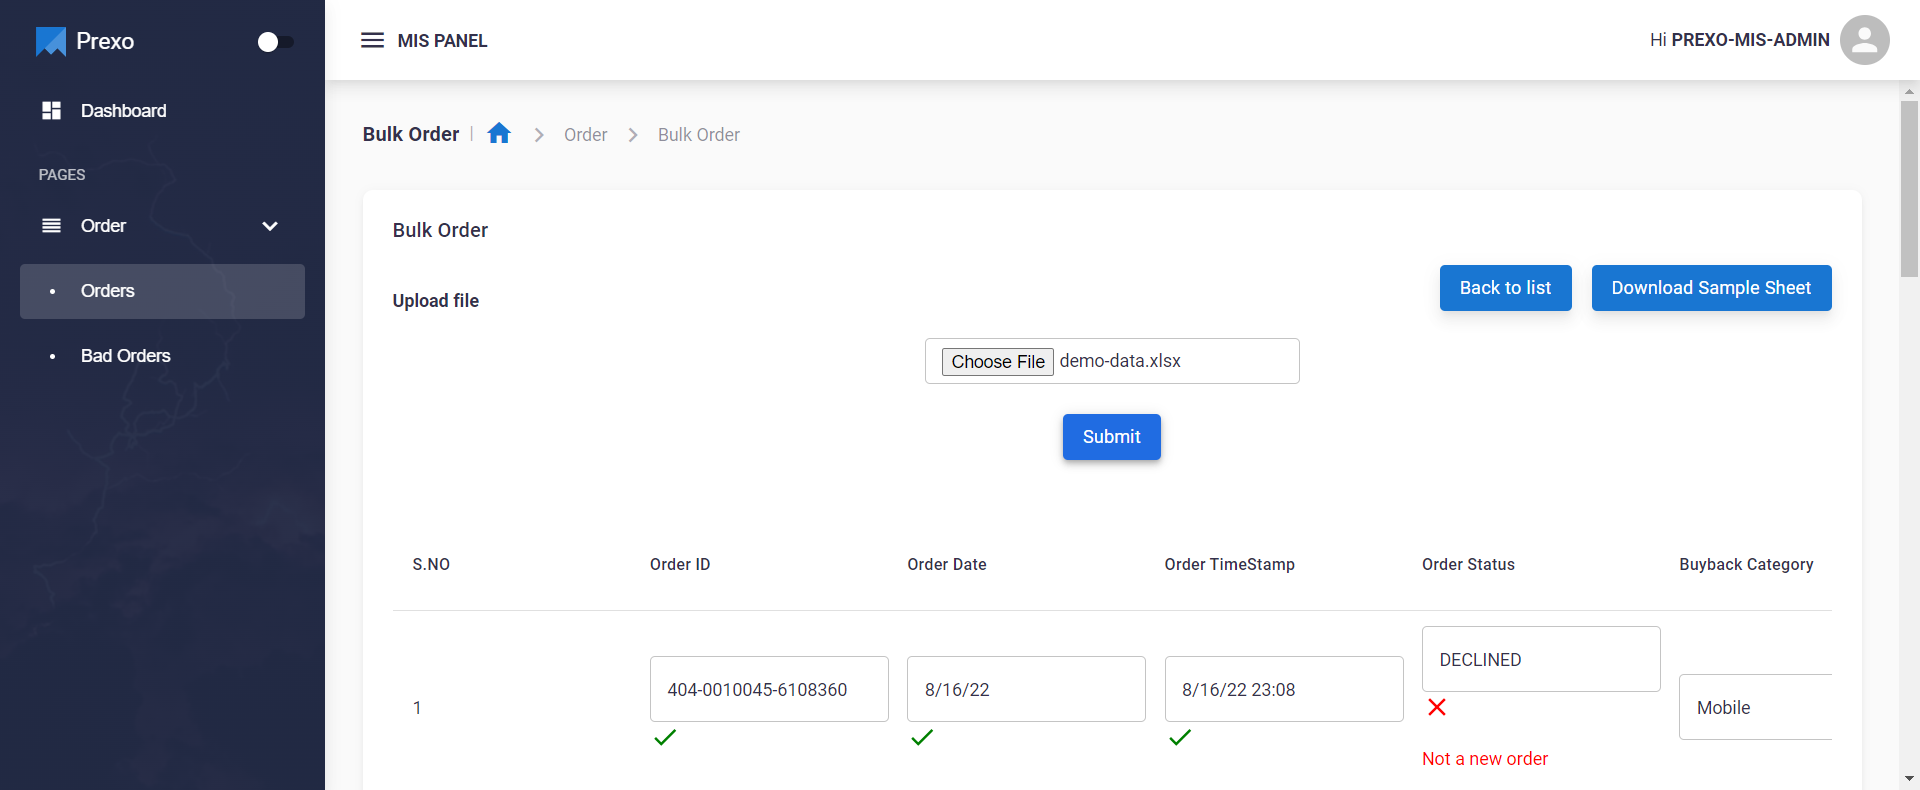 Prexo
MIS PANEL
Hi PREXO-MIS-ADMIN
Dashboard
PAGES
Order
Orders
Bad Orders
Bulk Order
Order
Bulk Order
Bulk Order
Upload file
Back to list
Download Sample Sheet
Choose File demo-data.xlsx
Submit
S.NO Order ID Order Date Order TimeStamp Order Status Buyback Category
1 404-0010045-6108360 8/16/22 8/16/22 23:08 DECLINED Mobile
Not a new order